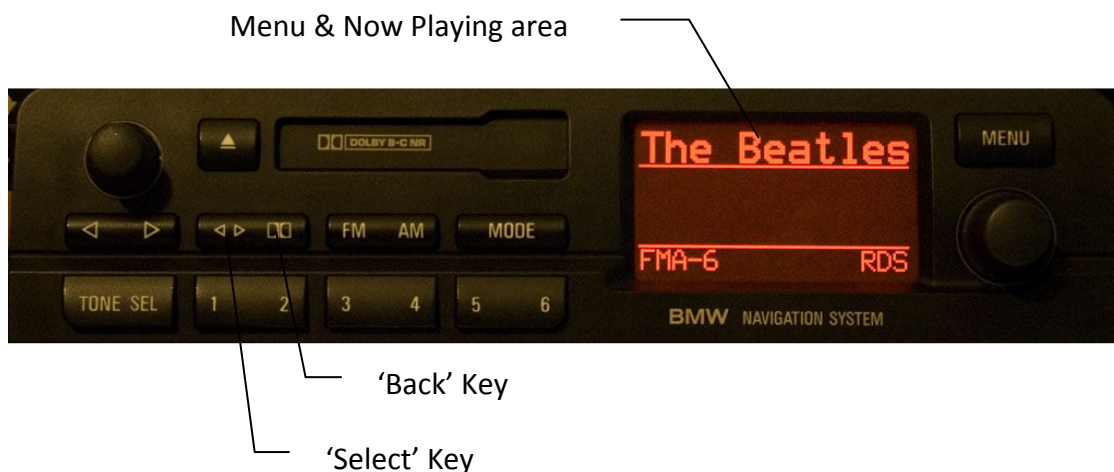 Menu & Now Playing area
DOLBY B-C NR
The Beatles
MENU
FM AM MODE
FMA-6 RDS
TONE SEL 1 2 3 4 5 6
BMW NAVIGATION SYSTEM
‘Back’ Key
‘Select’ Key